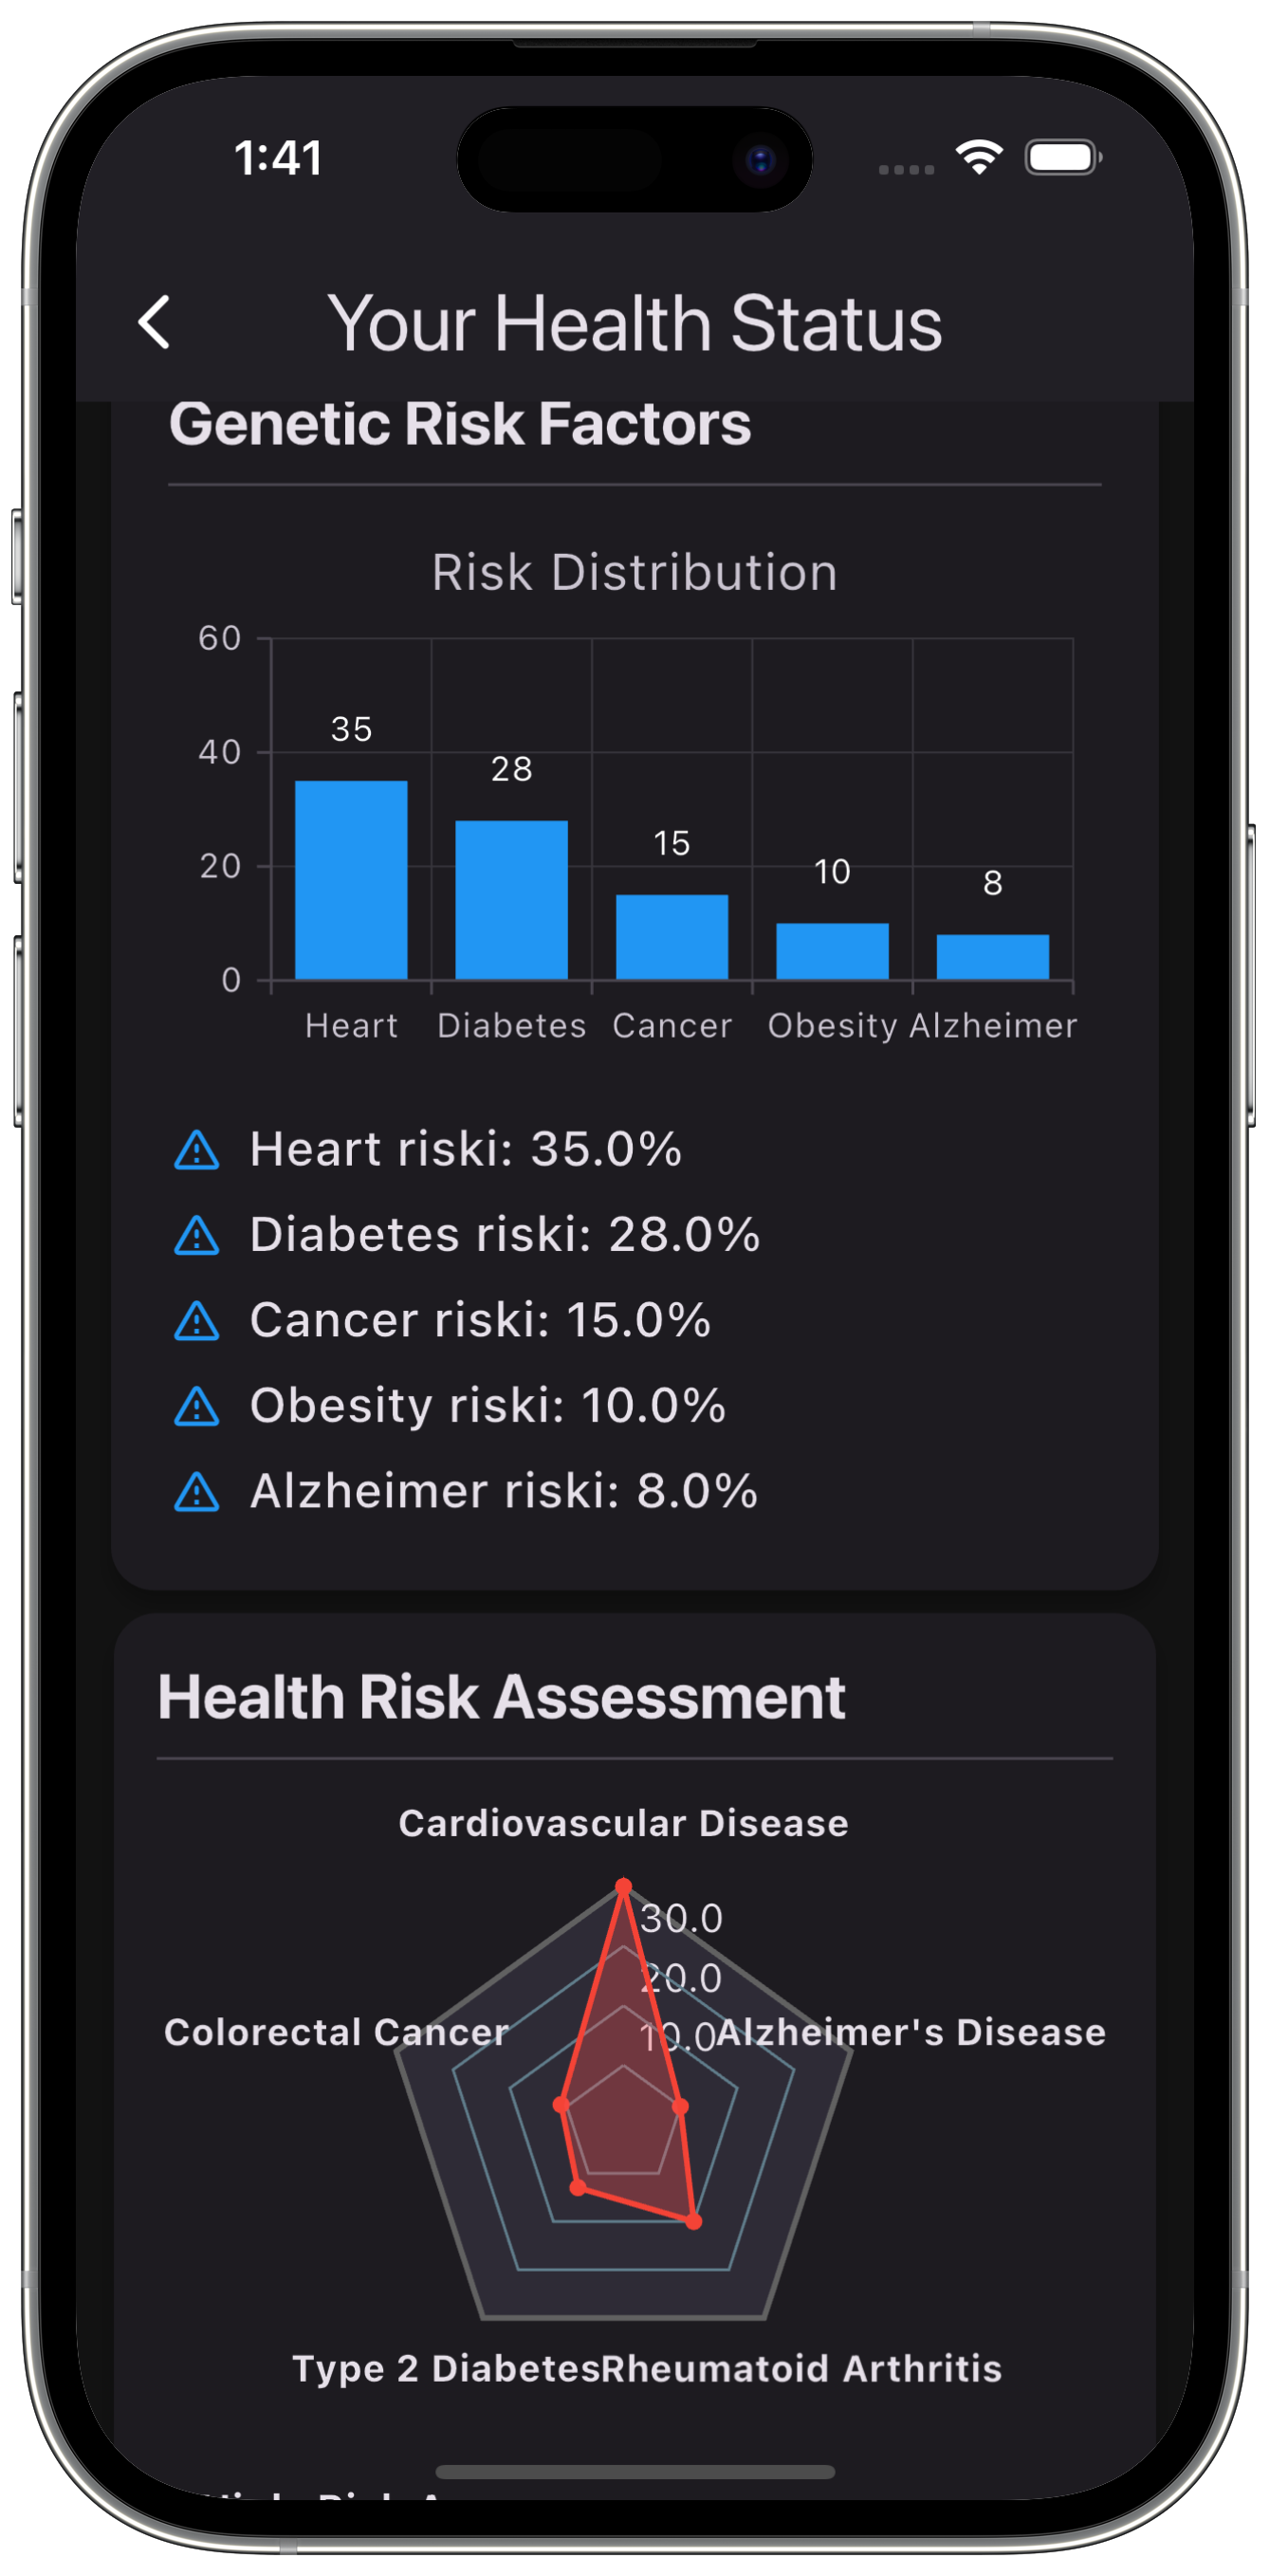 1:41
Your Health Status
Genetic Risk Factors
Risk Distribution
60
40
20
0
35
28
15
10
8
Heart Diabetes Cancer Obesity Alzheimer
Heart riski: 35.0%
Diabetes riski: 28.0%
Cancer riski: 15.0%
Obesity riski: 10.0%
Alzheimer riski: 8.0%
Health Risk Assessment
Cardiovascular Disease
30.0
20.0
10.0
Colorectal Cancer
Alzheimer's Disease
Type 2 Diabetes
Rheumatoid Arthritis